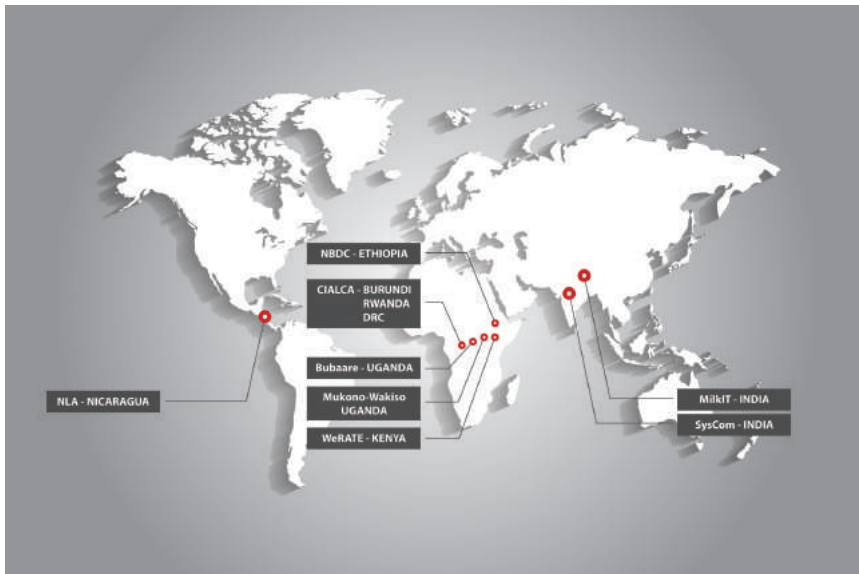 NBDC - ETHIOPIA
CIALCA - BURUNDI
RWANDA
DRC
Bubaare - UGANDA
Mukono-Wakiso
UGANDA
WeRATE - KENYA
NLA - NICARAGUA
MilkIT - INDIA
SysCom - INDIA